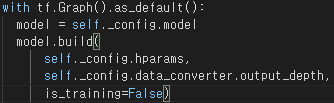 with tf.Graph().as_default():
  model = self._config.model
  model.build(
      self._config.hparams,
      self._config.data_converter.output_depth,
      is_training=False)